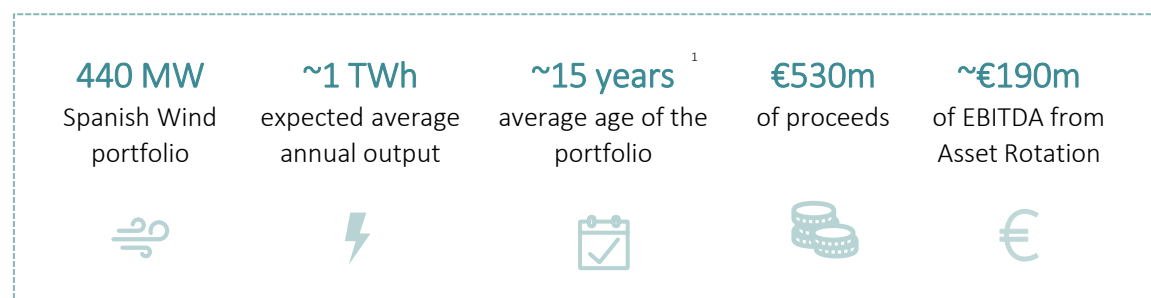 440 MW
Spanish Wind
portfolio
~1 TWh
expected average
annual output
~15 years 1
average age of the
portfolio
€530m
of proceeds
~€190m
of EBITDA from
Asset Rotation